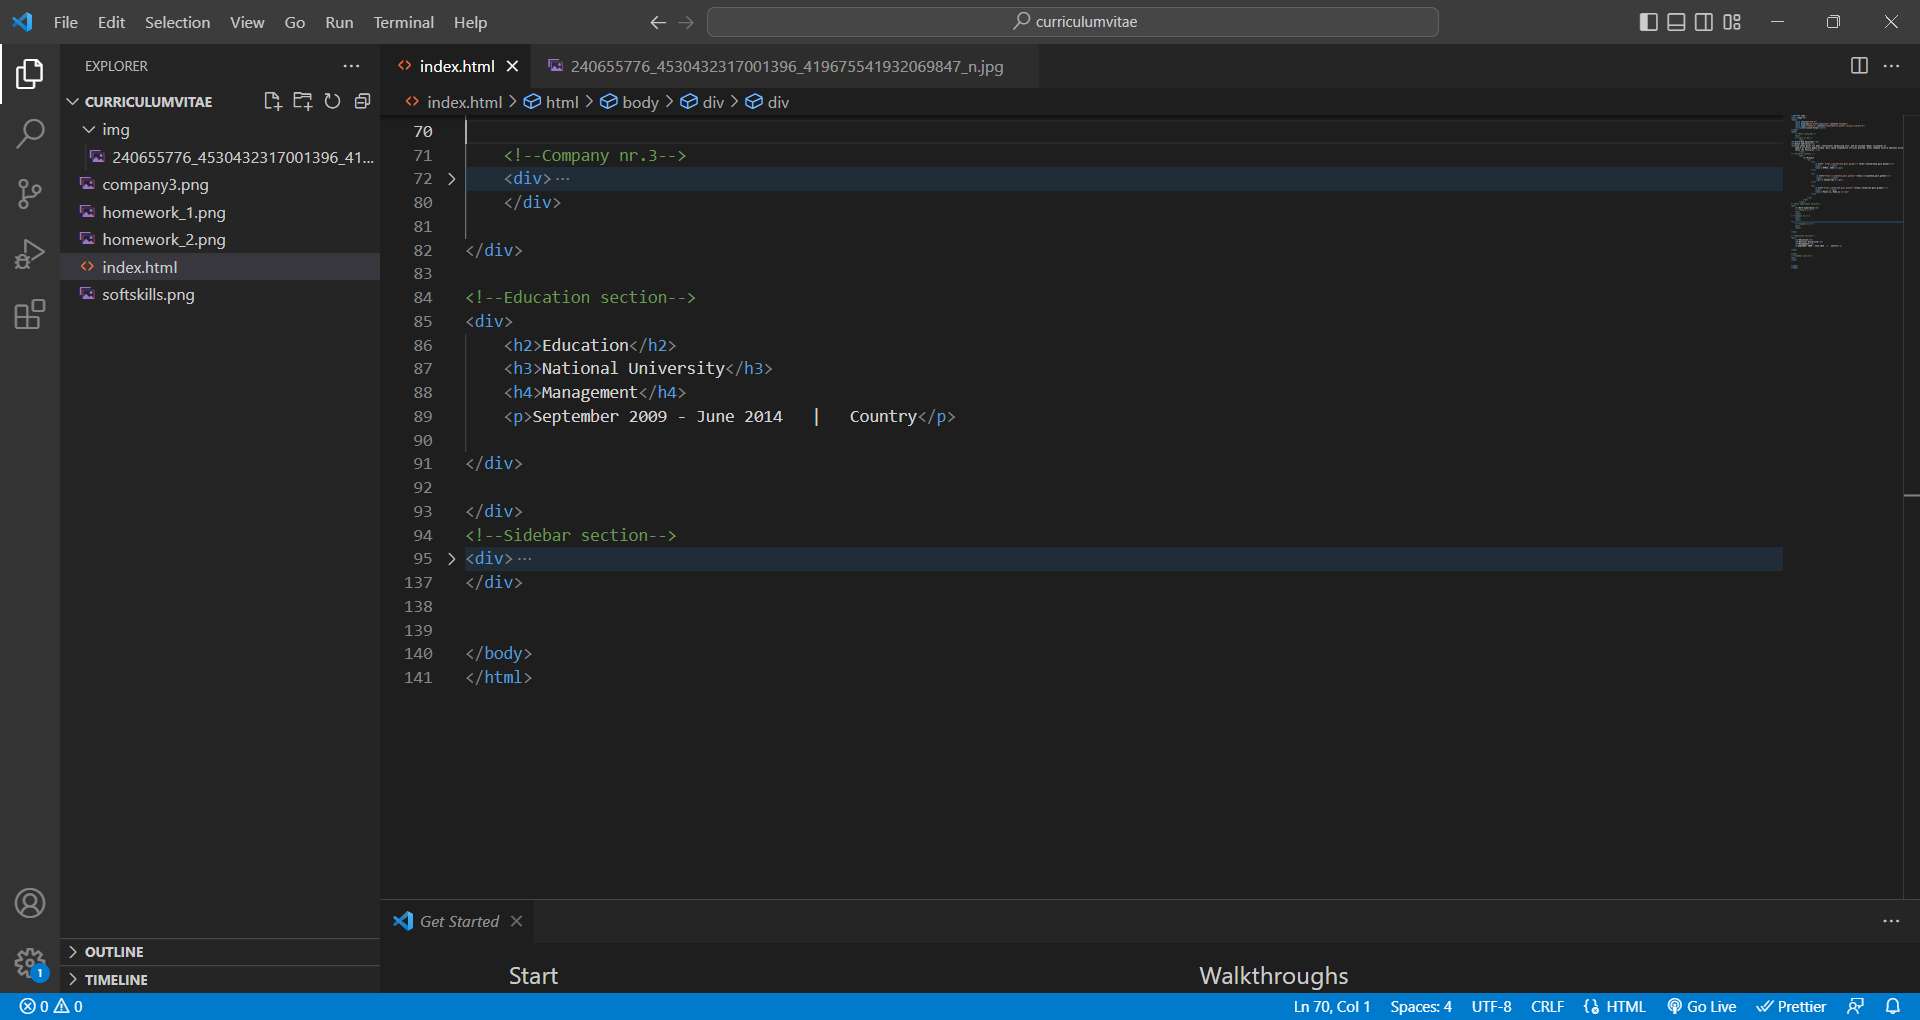 File Edit Selection View Go Run Terminal Help
curriculumvitae
EXPLORER
CURRICULUMVITAE
img
240655776_4530432317001396_41...
company3.png
homework_1.png
homework_2.png
index.html
softskills.png
OUTLINE
TIMELINE
index.html
240655776_4530432317001396_419675541932069847_n.jpg
index.html > html > body > div > div
70
71 <!--Company nr.3-->
72 <div>···
80 </div>
81
82 </div>
83
84 <!--Education section-->
85 <div>
86 <h2>Education</h2>
87 <h3>National University</h3>
88 <h4>Management</h4>
89 <p>September 2009 - June 2014 | Country</p>
90
91 </div>
92
93 </div>
94 <!--Sidebar section-->
95 <div>···
137 </div>
138
139
140 </body>
141 </html>
Get Started
Start
Walkthroughs
1
0 0
Ln 70, Col 1 Spaces: 4 UTF-8 CRLF HTML Go Live Prettier